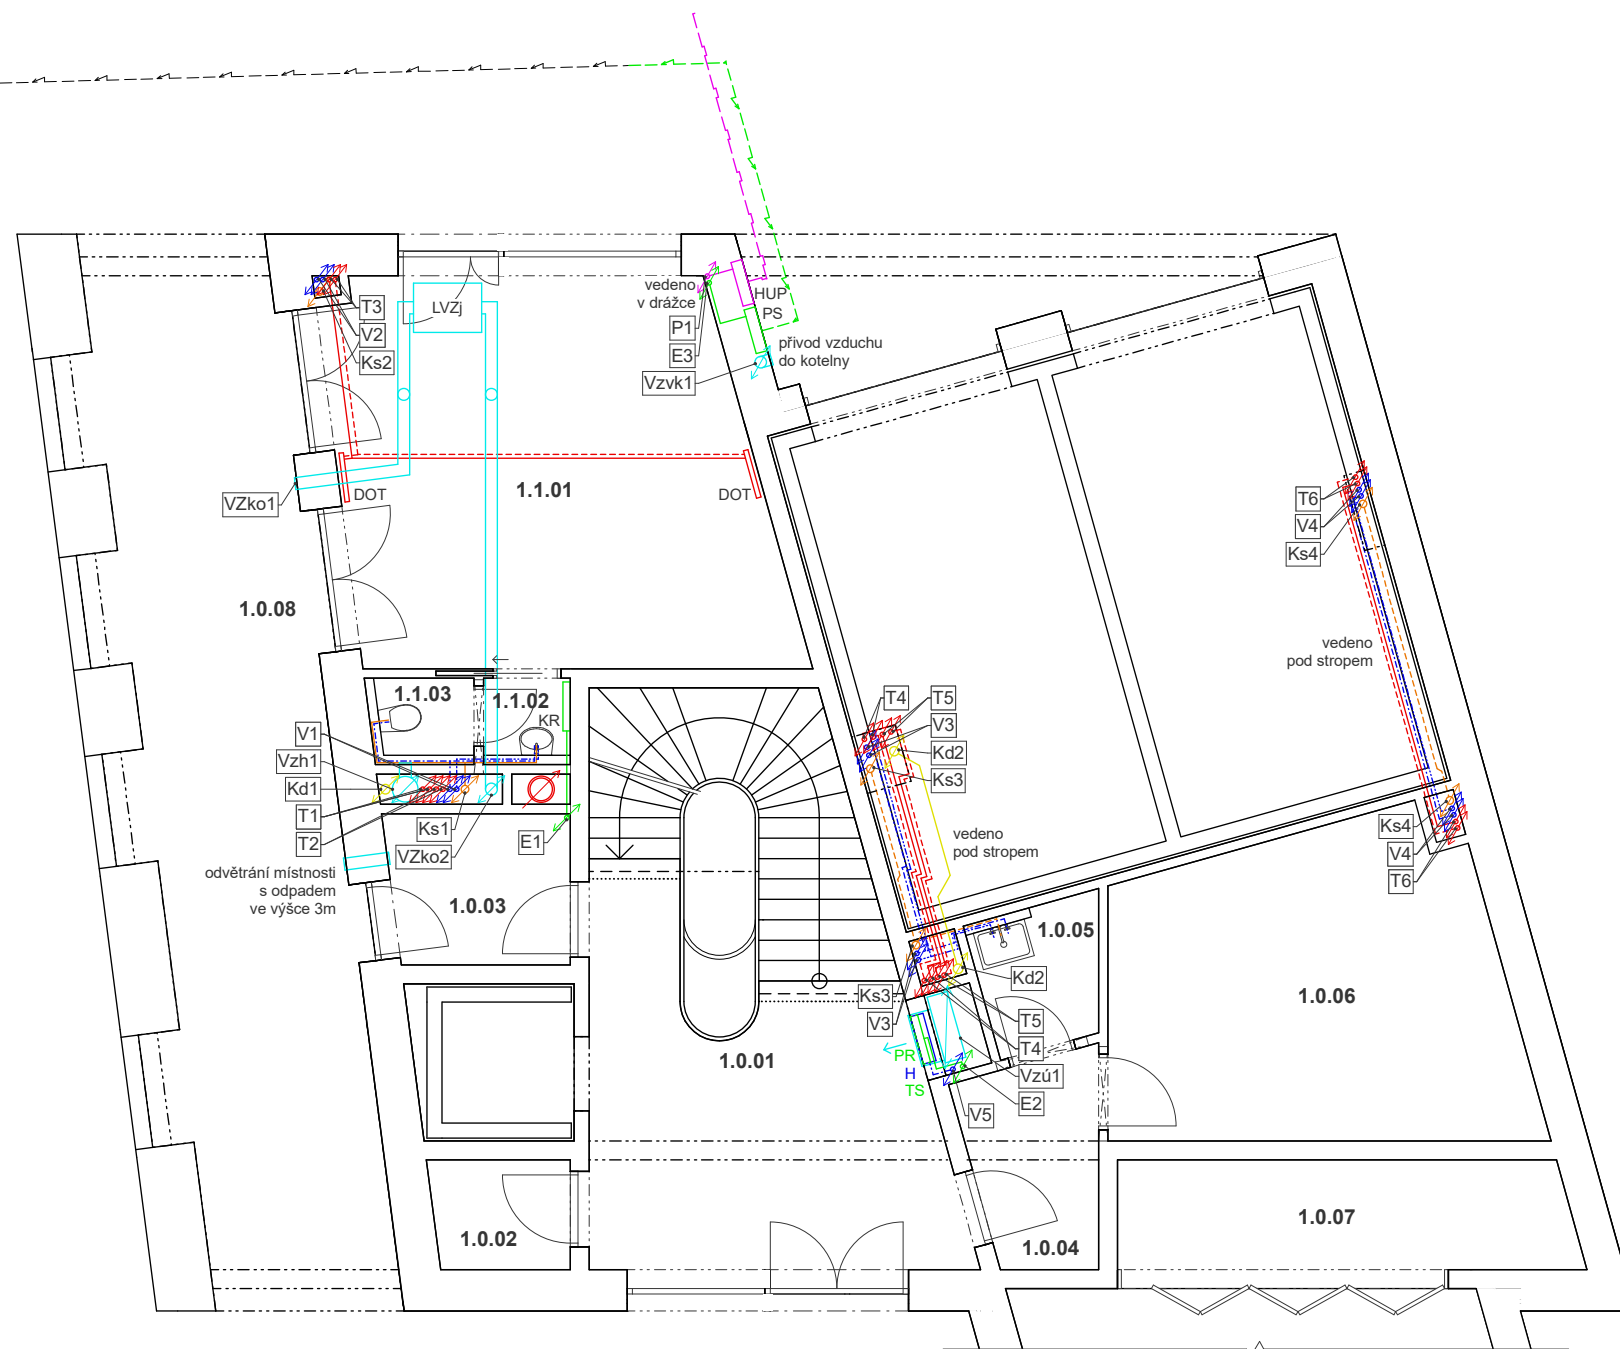 T3
V2
Ks2
LVZj
vedeno
v drážce
P1
E3
Vzvk1
HUP
PS
přívod vzduchu
do kotelny
VZko1
DOT
1.1.01
DOT
T6
V4
Ks4
1.0.08
vedeno
pod stropem
1.1.03
1.1.02
KR
V1
Vzh1
Kd1
T1
T2
Ks1
VZko2
E1
T4
T5
V3
Kd2
Ks3
vedeno
pod stropem
Ks4
V4
T6
odvětrání místnosti
s odpadem
ve výšce 3m
1.0.03
1.0.05
Kd2
Ks3
V3
T5
T4
Vzú1
E2
V5
PR
H
TS
1.0.01
1.0.06
1.0.02
1.0.04
1.0.07